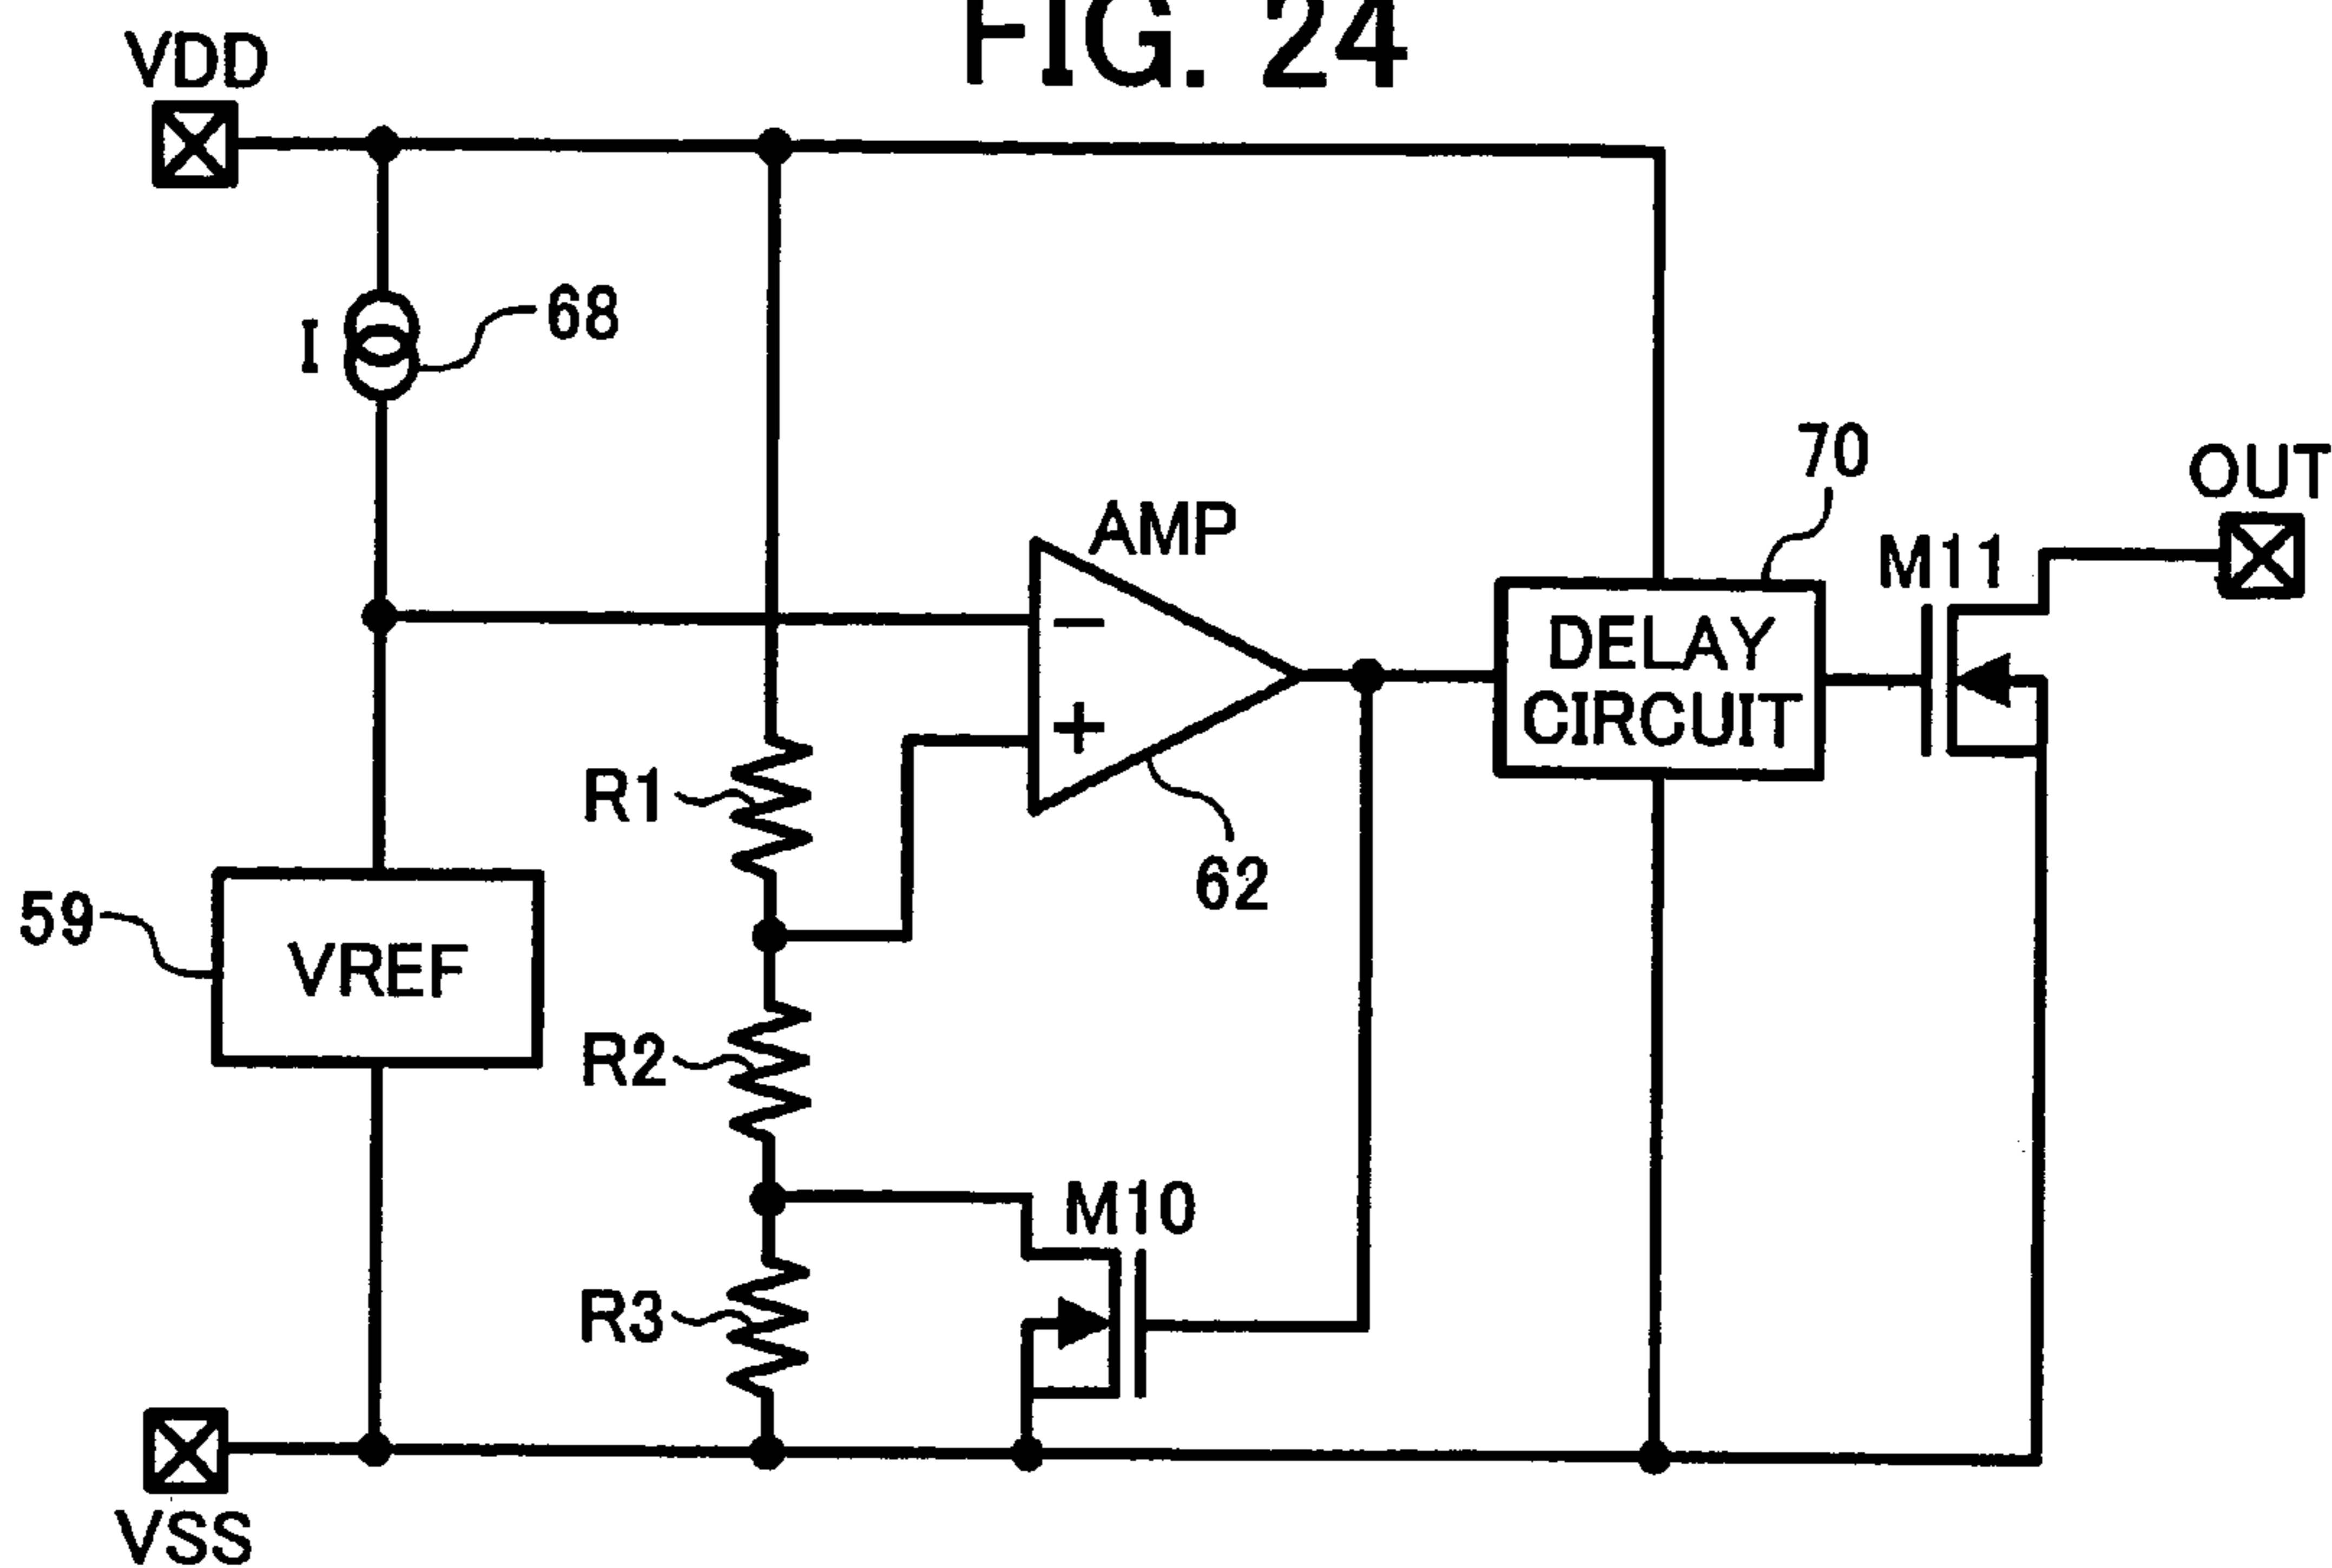 FIG. 24
VDD
I
68
70
OUT
AMP
M11
−
DELAY
CIRCUIT
+
R1
62
59
VREF
R2
M10
R3
VSS